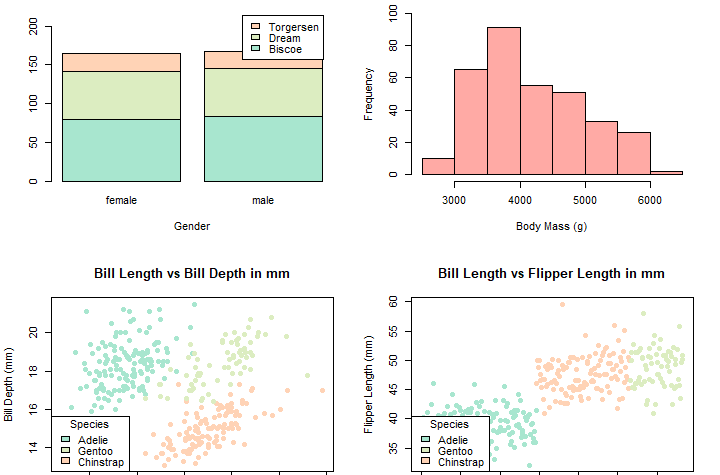 Torgersen
Dream
Biscoe
0 50 100 150 200
female male
Gender
Frequency
0 20 40 60 80 100
3000 4000 5000 6000
Body Mass (g)
Bill Length vs Bill Depth in mm
Bill Depth (mm)
14 16 18 20
Species
Adelie
Gentoo
Chinstrap
Bill Length vs Flipper Length in mm
Flipper Length (mm)
35 40 45 50 55 60
Species
Adelie
Gentoo
Chinstrap